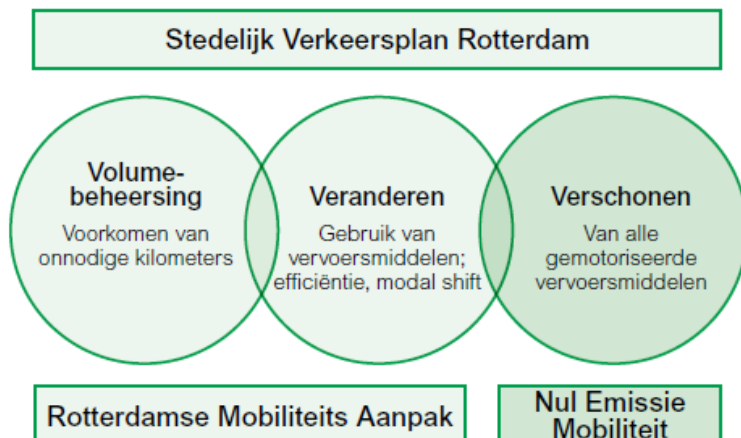 Stedelijk Verkeersplan Rotterdam
Volume-
beheersing
Voorkomen van
onnodige kilometers
Veranderen
Gebruik van
vervoersmiddelen;
efficiëntie, modal shift
Verschonen
Van alle
gemotoriseerde
vervoersmiddelen
Rotterdamse Mobiliteits Aanpak
Nul Emissie
Mobiliteit